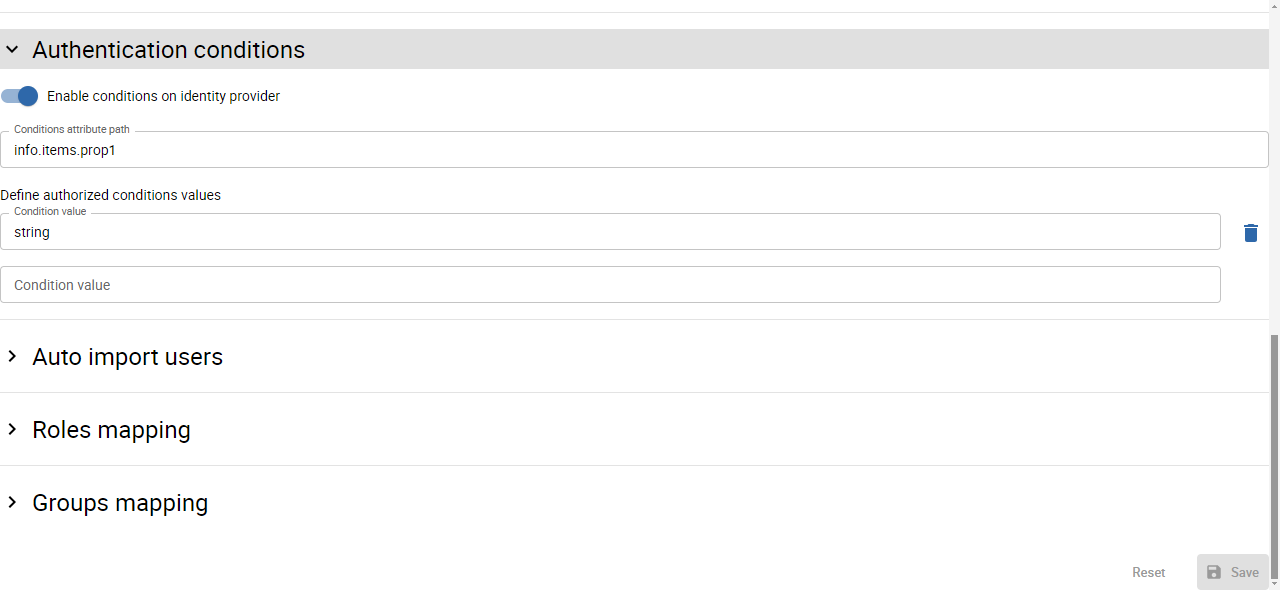 Authentication conditions
Enable conditions on identity provider
Conditions attribute path
info.items.prop1
Define authorized conditions values
Condition value
string
Condition value
Auto import users
Roles mapping
Groups mapping
Reset Save